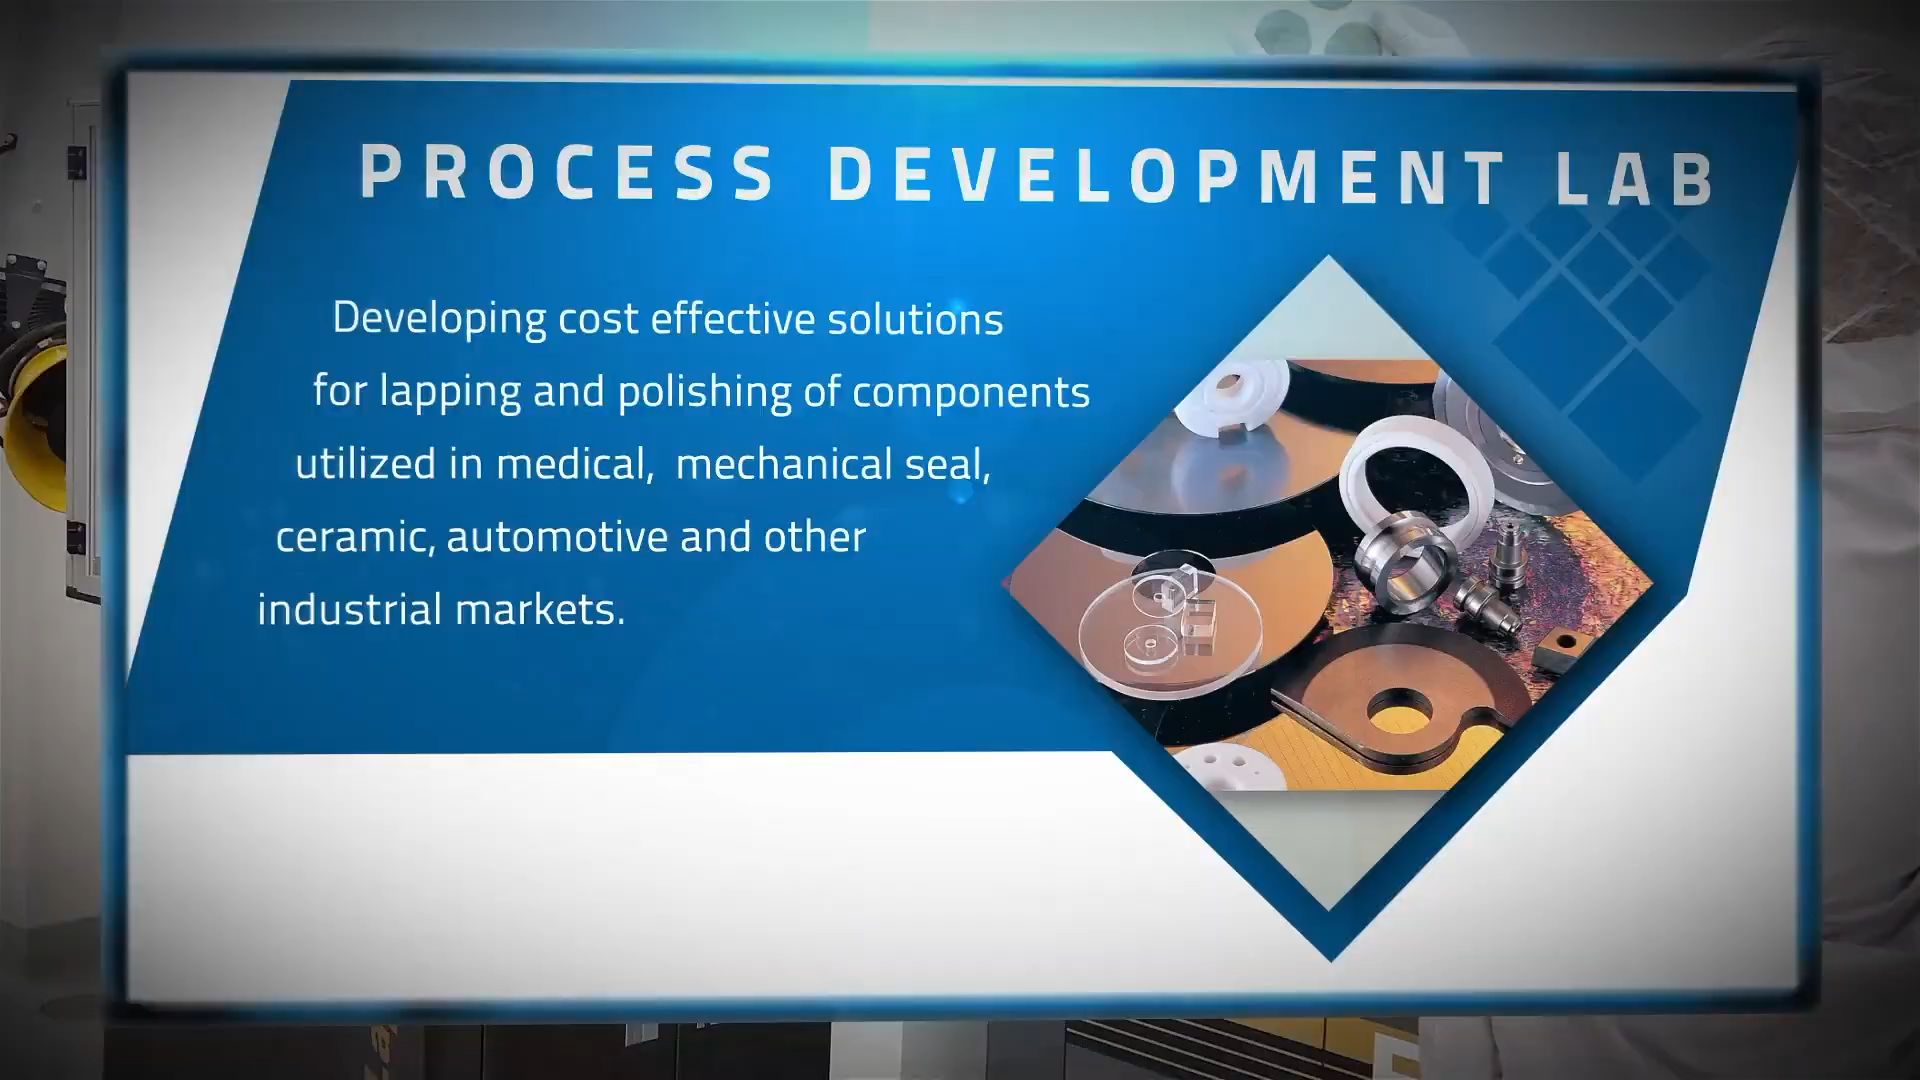 PROCESS DEVELOPMENT LAB
Developing cost effective solutions
for lapping and polishing of components
utilized in medical, mechanical seal,
ceramic, automotive and other
industrial markets.